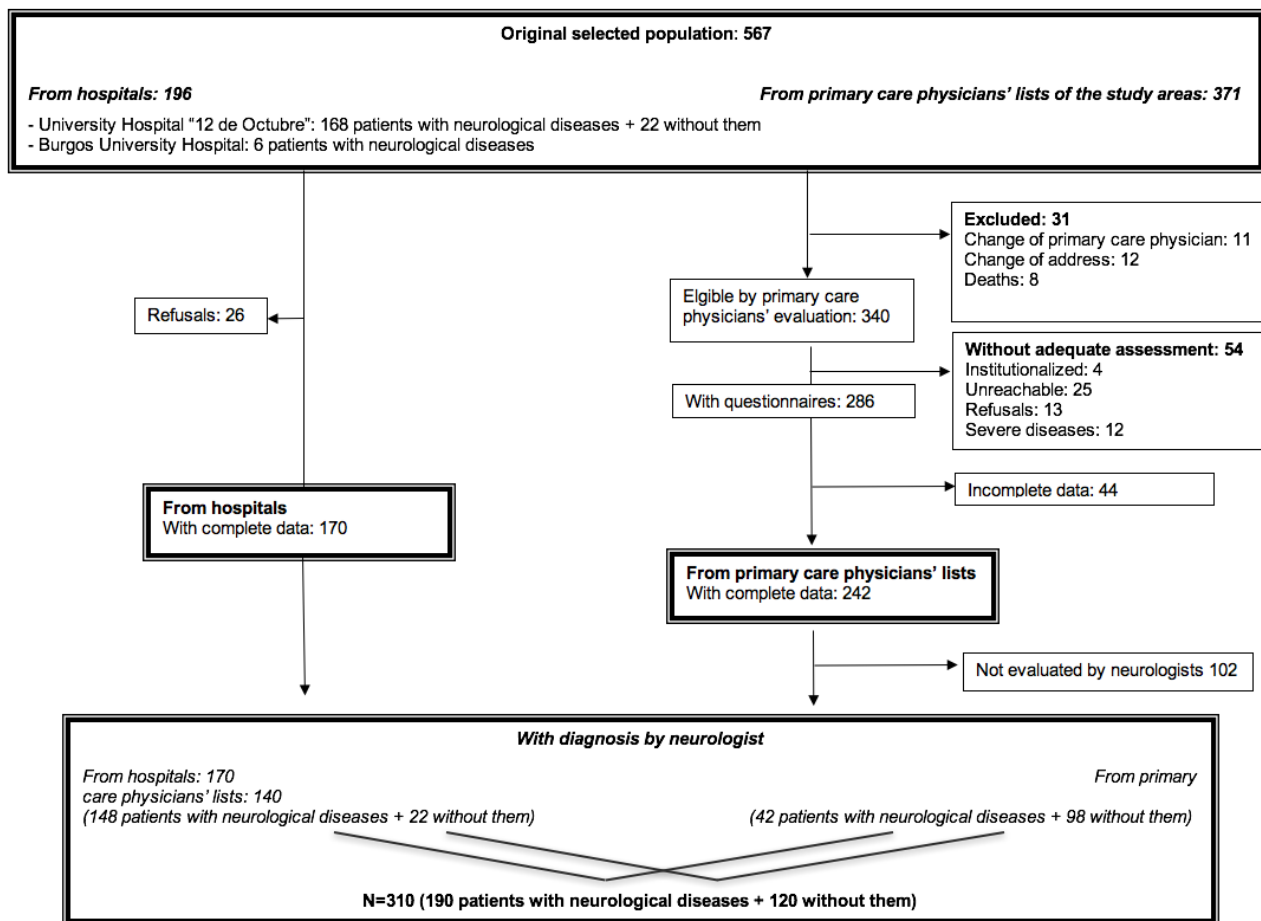 Original selected population: 567
From hospitals: 196
From primary care physicians’ lists of the study areas: 371
- University Hospital “12 de Octubre”: 168 patients with neurological diseases + 22 without them
- Burgos University Hospital: 6 patients with neurological diseases
Excluded: 31
Change of primary care physician: 11
Change of address: 12
Deaths: 8
Refusals: 26
Elgible by primary care
physicians’ evaluation: 340
Without adequate assessment: 54
Institutionalized: 4
Unreachable: 25
Refusals: 13
Severe diseases: 12
With questionnaires: 286
Incomplete data: 44
From hospitals
With complete data: 170
From primary care physicians’ lists
With complete data: 242
Not evaluated by neurologists 102
With diagnosis by neurologist
From hospitals: 170
From primary
care physicians’ lists: 140
(148 patients with neurological diseases + 22 without them)
(42 patients with neurological diseases + 98 without them)
N=310 (190 patients with neurological diseases + 120 without them)